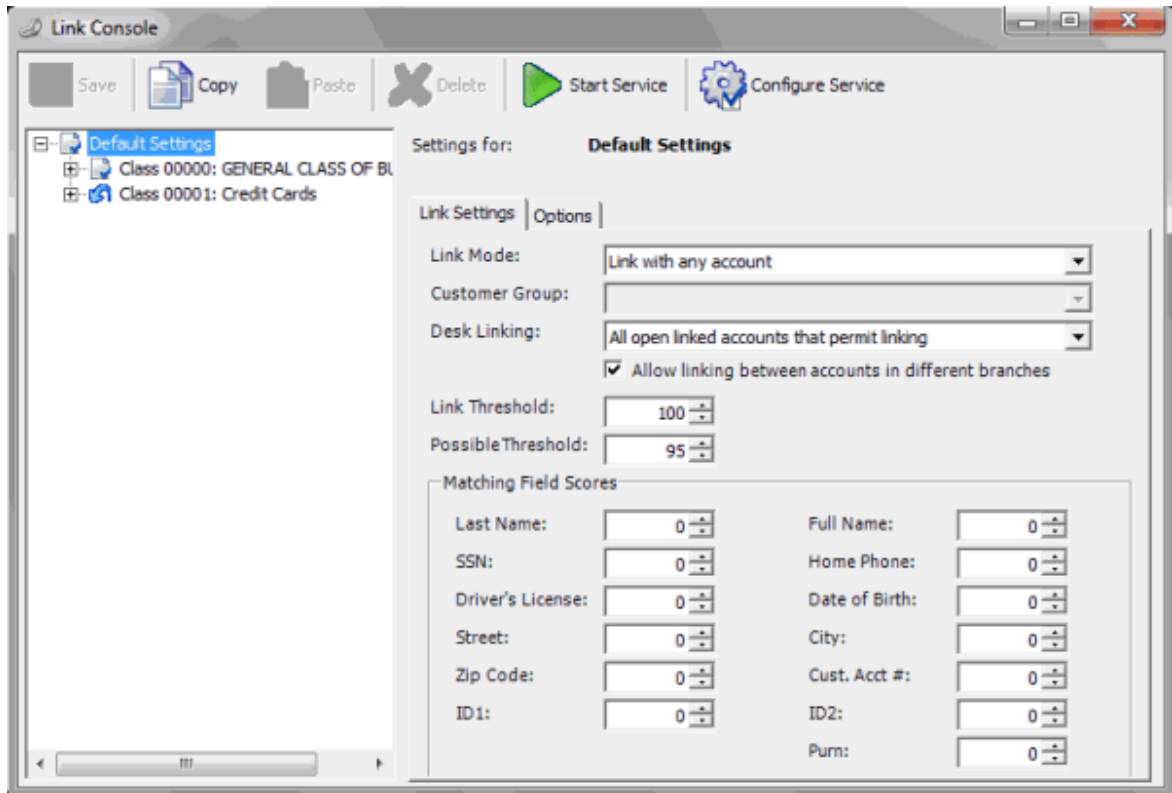 Link Console
Save Copy Paste Delete Start Service Configure Service
Default Settings
Class 00000: GENERAL CLASS OF BU
Class 00001: Credit Cards
Settings for: Default Settings
Link Settings Options
Link Mode: Link with any account
Customer Group:
Desk Linking: All open linked accounts that permit linking
Allow linking between accounts in different branches
Link Threshold: 100
PossibleThreshold: 95
Matching Field Scores
Last Name: 0 Full Name: 0
SSN: 0 Home Phone: 0
Driver's License: 0 Date of Birth: 0
Street: 0 City: 0
Zip Code: 0 Cust. Acct #: 0
ID1: 0 ID2: 0
Purn: 0